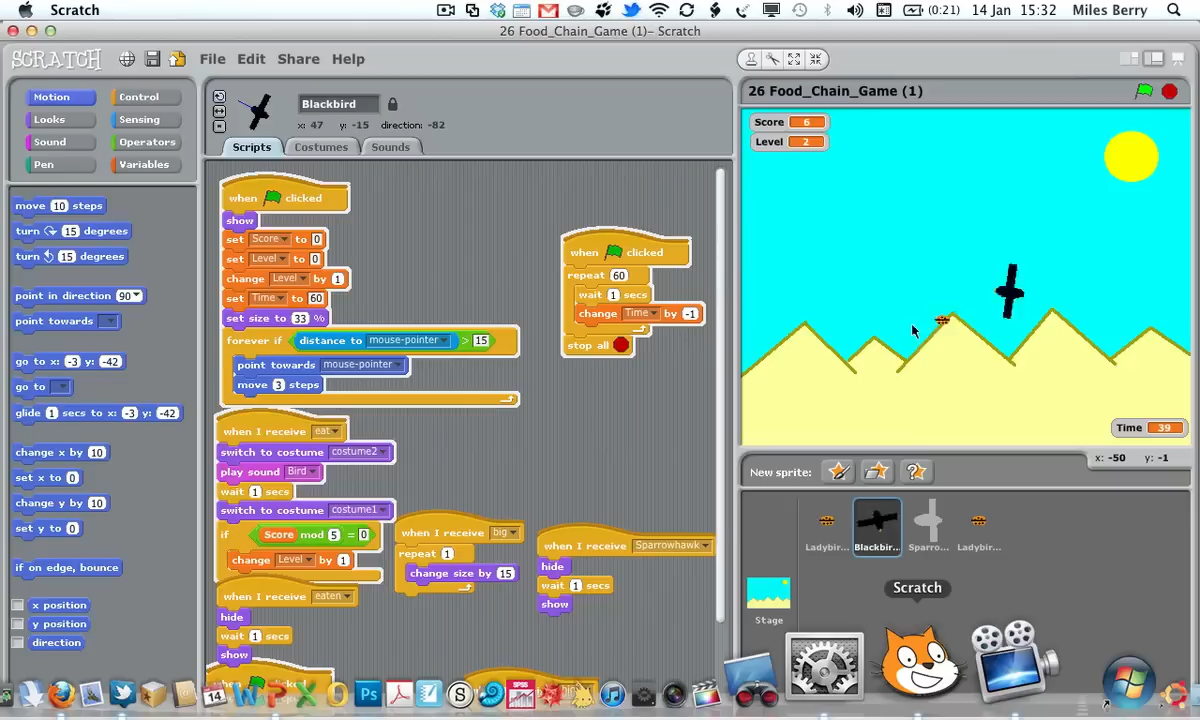 Scratch
(0:21) 14 Jan 15:32 Miles Berry
26 Food_Chain_Game (1)– Scratch
SCRATCH File Edit Share Help
Motion Control
Looks Sensing
Sound Operators
Pen Variables
move 10 steps
turn 15 degrees
turn 15 degrees
point in direction 90
point towards
go to x: -3 y: -42
go to
glide 1 secs to x: -3 y: -42
change x by 10
set x to 0
change y by 10
set y to 0
if on edge, bounce
x position
y position
direction
Blackbird
x: 47 y: -15 direction: -82
Scripts Costumes Sounds
when clicked
show
set Score to 0
set Level to 0
change Level by 1
set Time to 60
set size to 33 %
forever if distance to mouse-pointer > 15
point towards mouse-pointer
move 3 steps
when I receive eat
switch to costume costume2
play sound Bird
wait 1 secs
switch to costume costume1
if Score mod 5 = 0
change Level by 1
when I receive eaten
hide
wait 1 secs
show
when clicked
repeat 60
wait 1 secs
change Time by -1
stop all
when I receive big
repeat 1
change size by 15
when I receive Sparrowhawk
hide
wait 1 secs
show
26 Food_Chain_Game (1)
Score 6
Level 2
Time 39
x: -50 y: -1
New sprite:
Ladybir... Blackbir... Sparro... Ladybir...
Stage
Scratch
14
Ps
SPSS